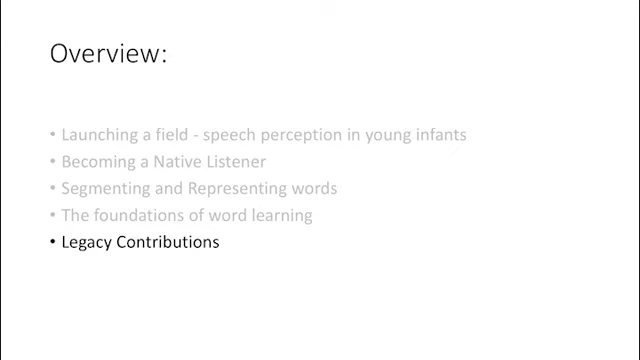 Overview:
• Launching a field - speech perception in young infants
• Becoming a Native Listener
• Segmenting and Representing words
• The foundations of word learning
• Legacy Contributions